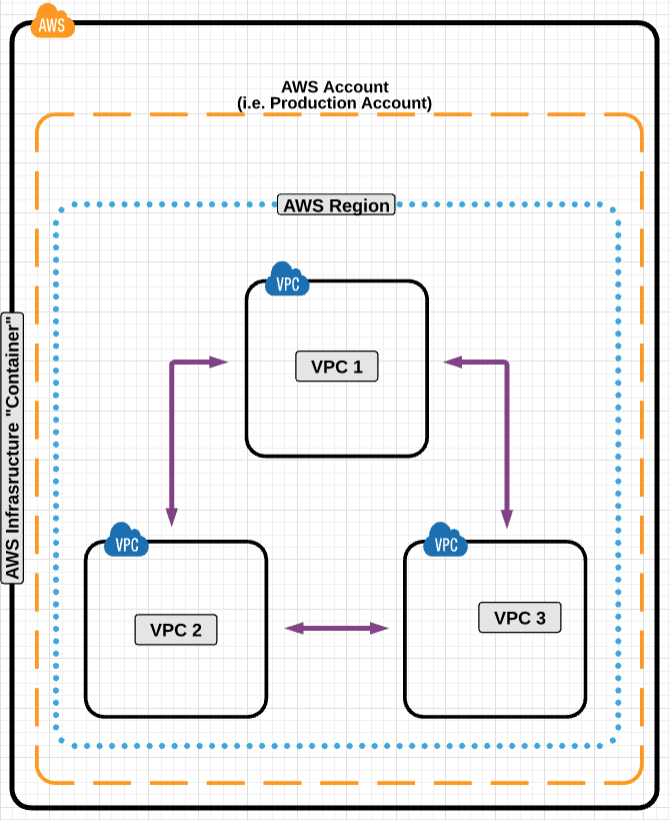 AWS
AWS Account
(i.e. Production Account)
AWS Region
VPC
VPC 1
AWS Infrasructure "Container"
VPC
VPC
VPC 2
VPC 3